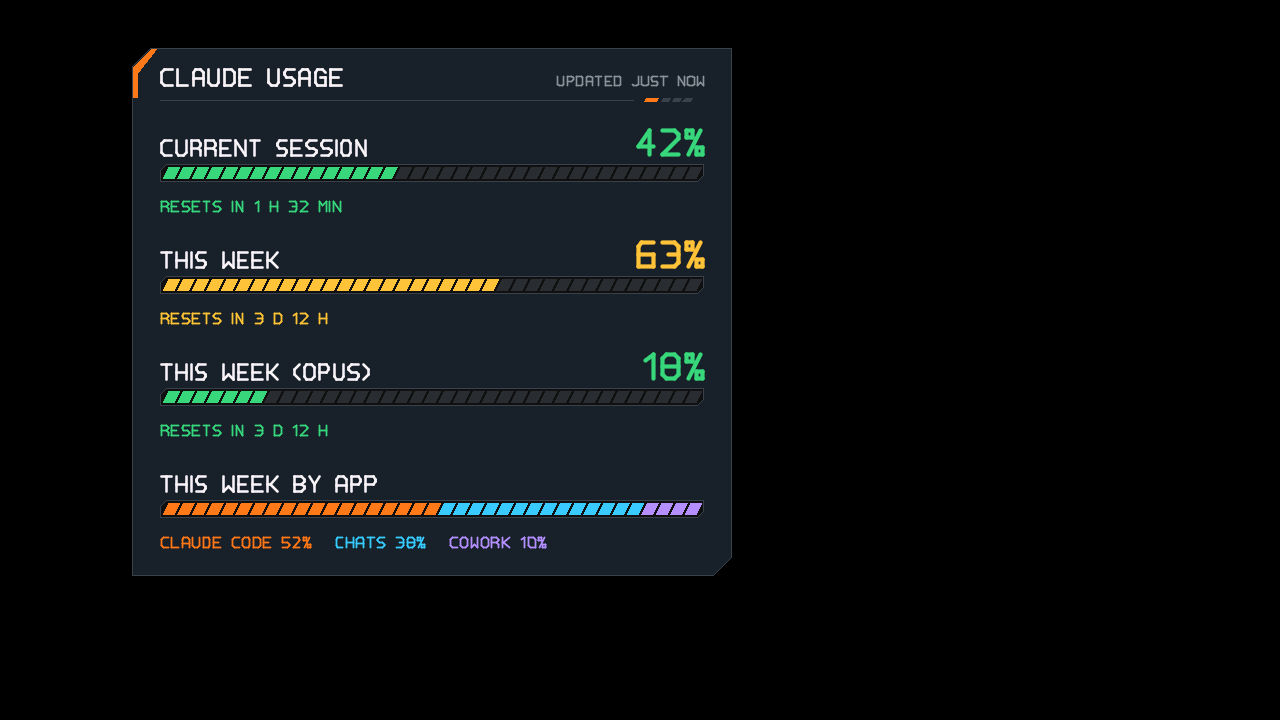 CLAUDE USAGE
UPDATED JUST NOW
CURRENT SESSION
42%
RESETS IN 1 H 32 MIN
THIS WEEK
63%
RESETS IN 3 D 12 H
THIS WEEK (OPUS)
18%
RESETS IN 3 D 12 H
THIS WEEK BY APP
CLAUDE CODE 52% CHATS 38% COWORK 10%